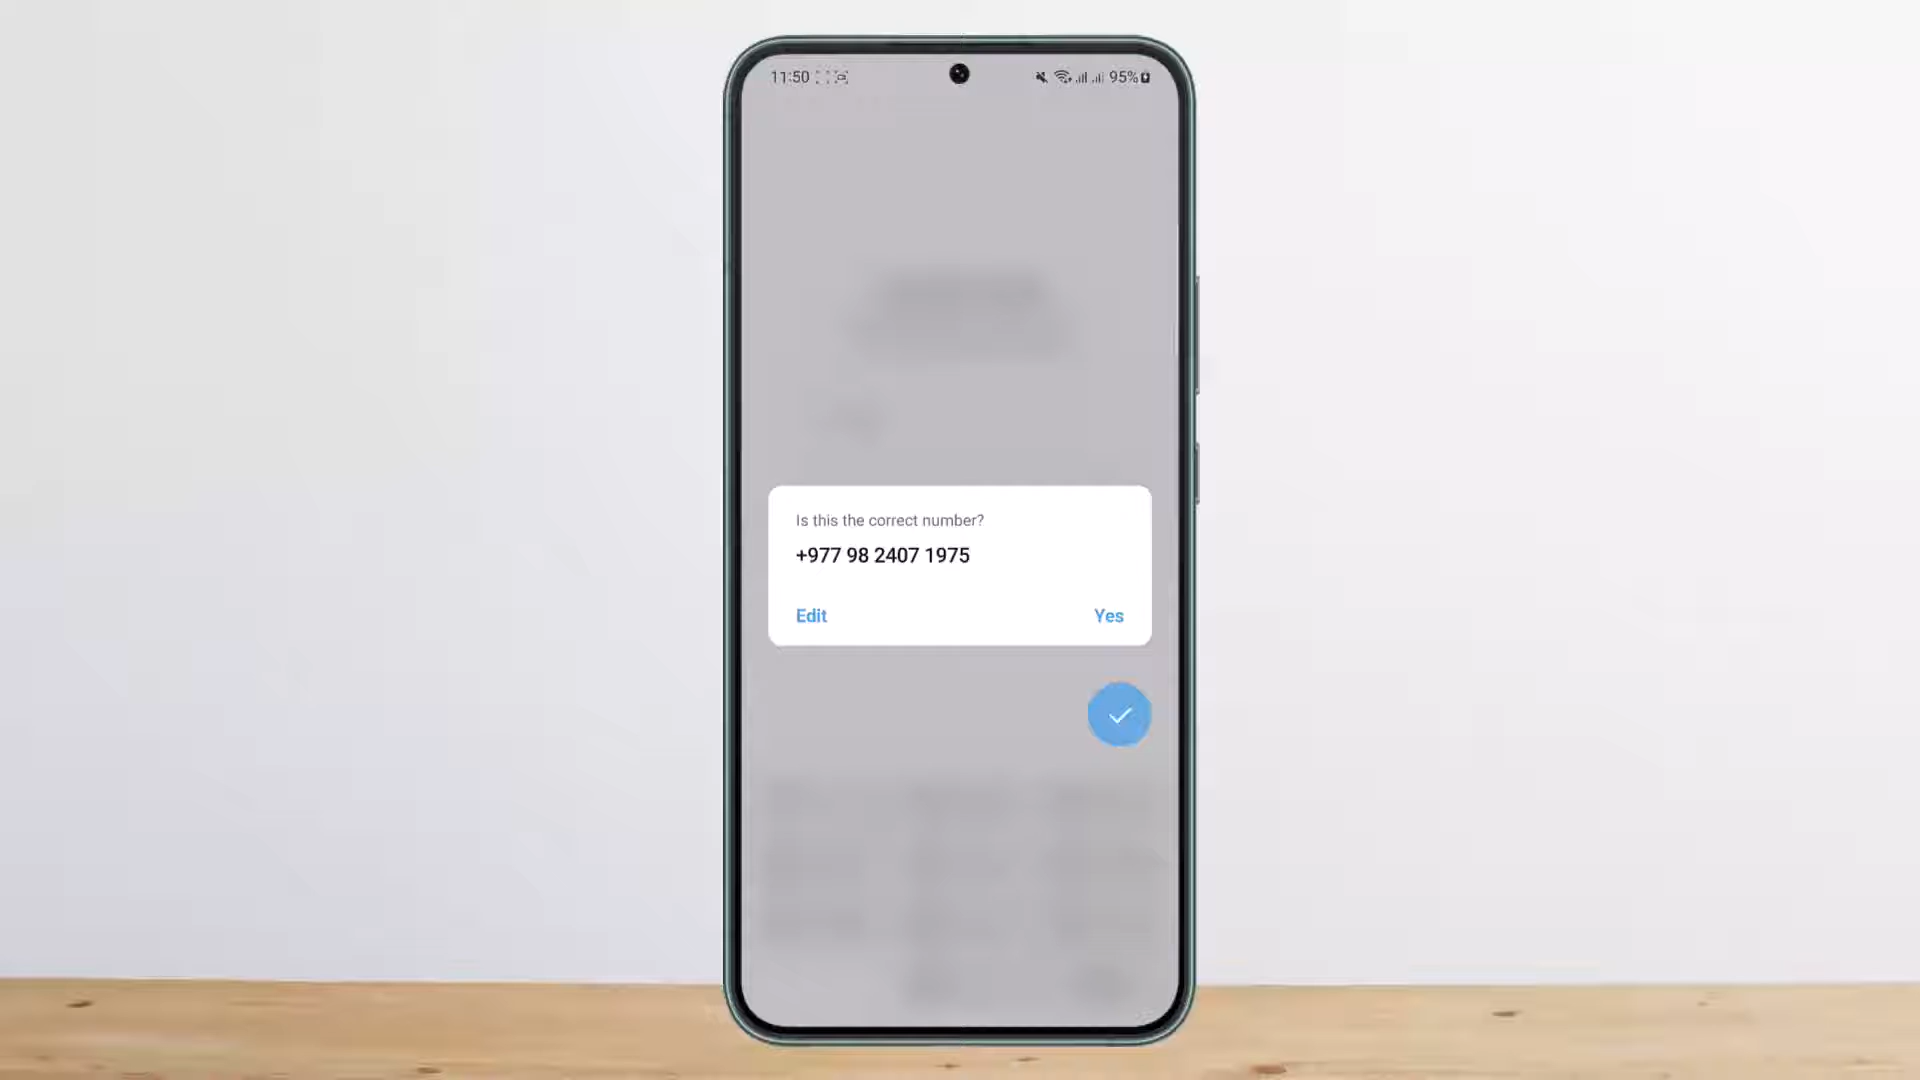 11:50
95%
Is this the correct number?
+977 98 2407 1975
Edit
Yes